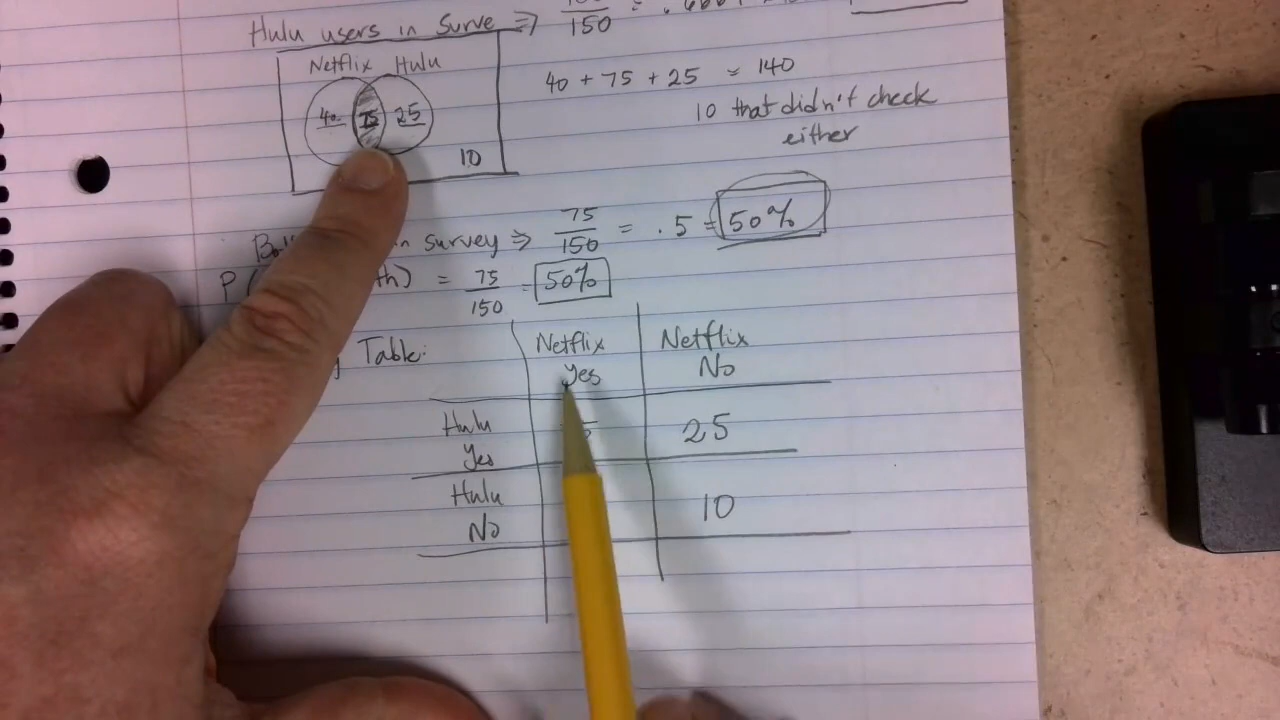 Hulu users in Surve ⇒ /150 =
Netflix Hulu
40 75 25
10
40 + 75 + 25 = 140
10 that didn't check
either
in survey ⇒ 75/150 = .5 = 50%
P ( th) = 75/150 = 50%
Table:
Netflix Yes
Netflix No
Hulu Yes
25
Hulu No
10